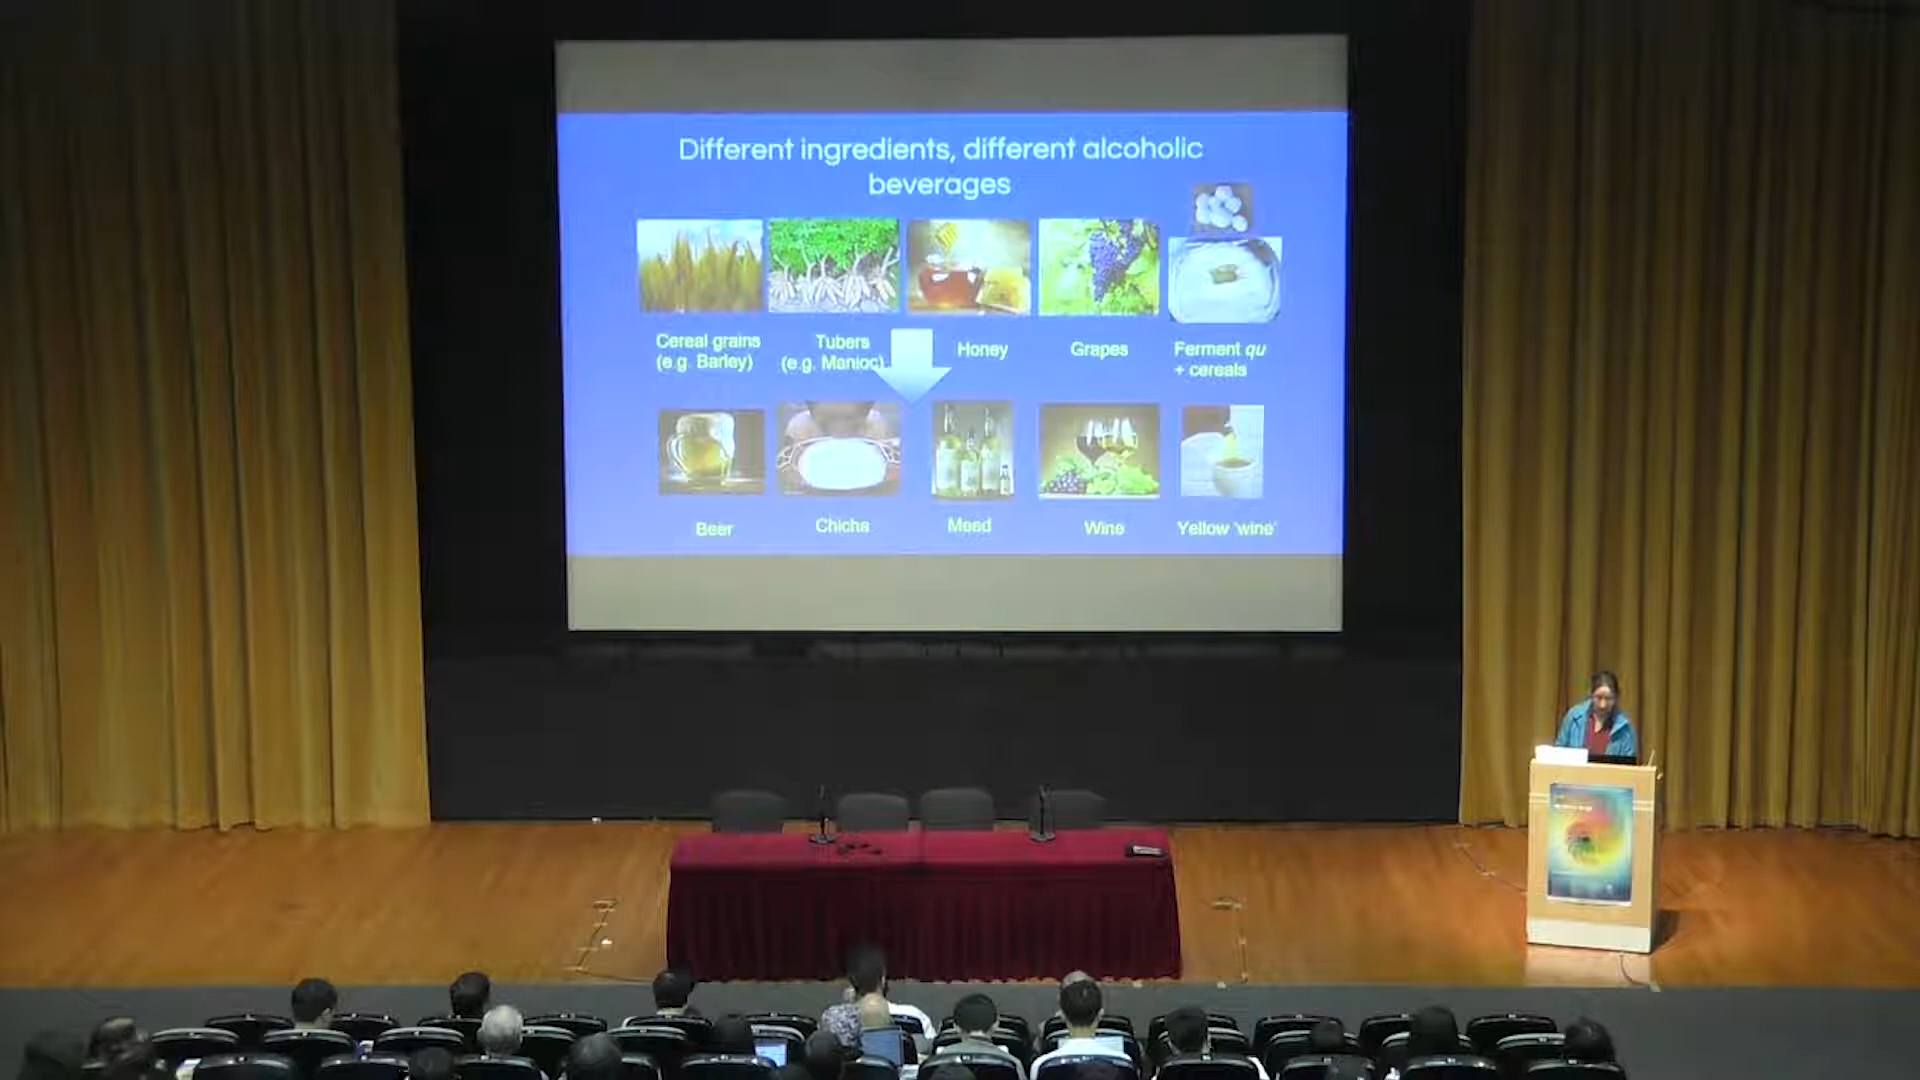 Different ingredients, different alcoholic
beverages
Cereal grains
(e.g. Barley)
Tubers
(e.g. Manioc)
Honey
Grapes
Ferment qu
+ cereals
Beer
Chicha
Mead
Wine
Yellow 'wine'